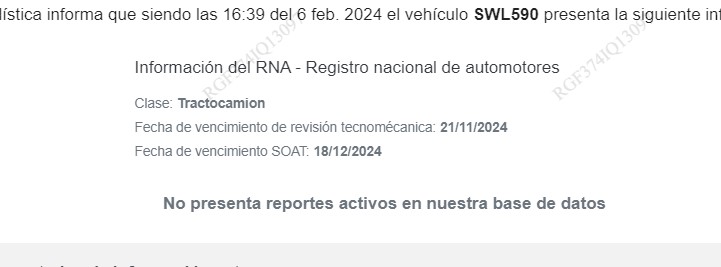 lística informa que siendo las 16:39 del 6 feb. 2024 el vehículo SWL590 presenta la siguiente inf
Información del RNA - Registro nacional de automotores
Clase: Tractocamion
Fecha de vencimiento de revisión tecnomécanica: 21/11/2024
Fecha de vencimiento SOAT: 18/12/2024
No presenta reportes activos en nuestra base de datos